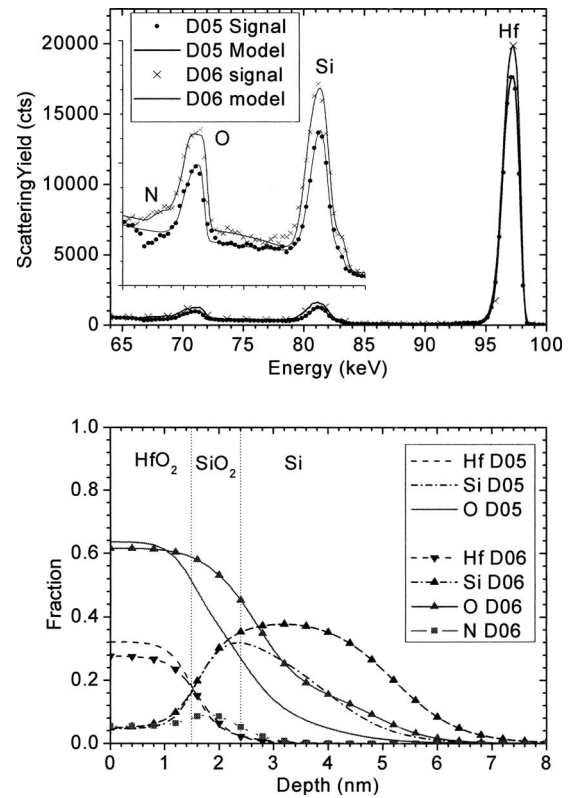 D05 Signal
D05 Model
D06 signal
D06 model
N
O
Si
Hf
20000
15000
10000
5000
0
ScatteringYield (cts)
65 70 75 80 85 90 95 100
Energy (keV)
HfO2 SiO2 Si
Hf D05
Si D05
O D05
Hf D06
Si D06
O D06
N D06
1.0
0.8
0.6
0.4
0.2
0.0
Fraction
0 1 2 3 4 5 6 7 8
Depth (nm)